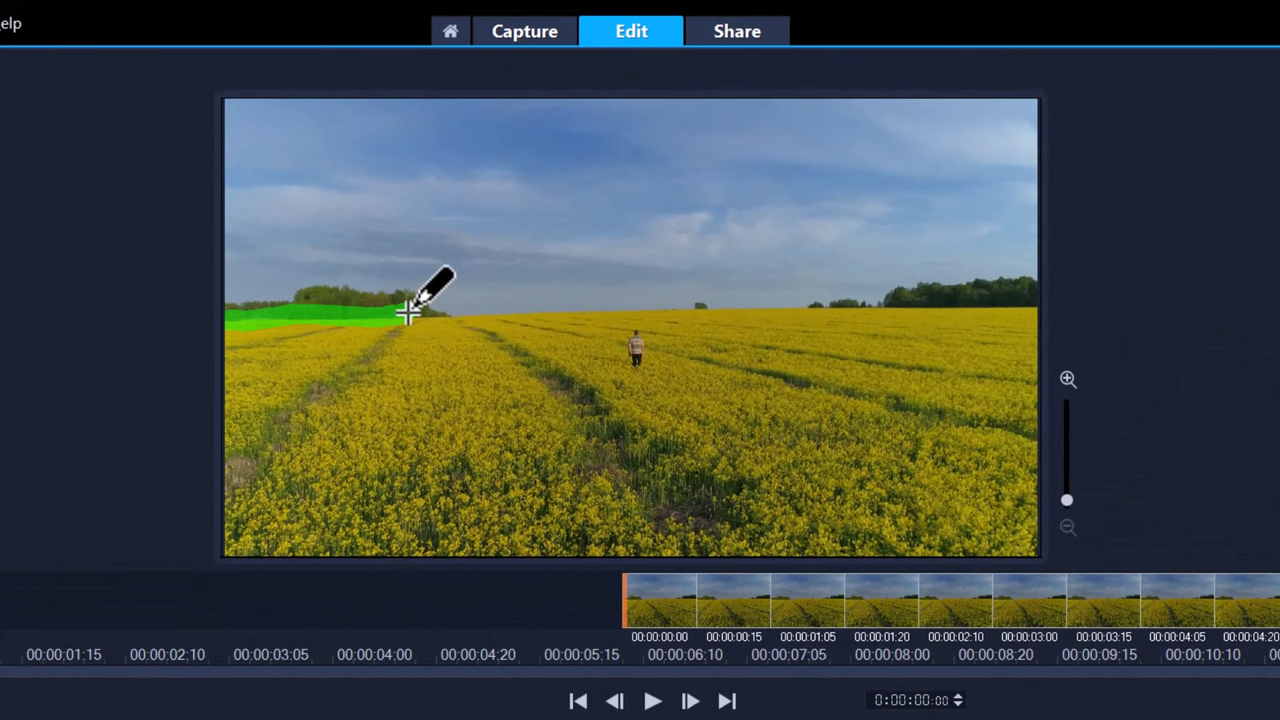 elp
Capture
Edit
Share
00:00:00:00 00:00:00:15 00:00:01:05 00:00:01:20 00:00:02:10 00:00:03:00 00:00:03:15 00:00:04:05 00:00:04:20
00:00:01:15 00:00:02:10 00:00:03:05 00:00:04:00 00:00:04:20 00:00:05:15 00:00:06:10 00:00:07:05 00:00:08:00 00:00:08:20 00:00:09:15 00:00:10:10
0:00:00:00